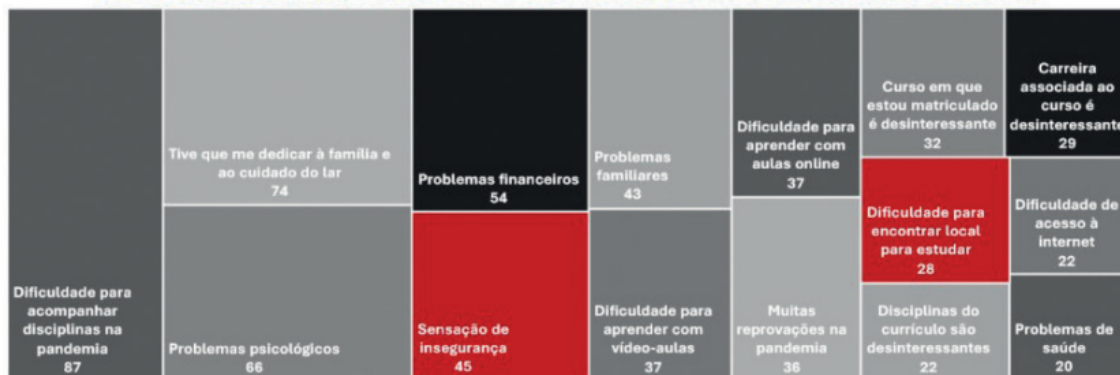 Dificuldade para
acompanhar
disciplinas na
pandemia
87
Tive que me dedicar à família e
ao cuidado do lar
74
Problemas psicológicos
66
Problemas financeiros
54
Sensação de
insegurança
45
Problemas
familiares
43
Dificuldade para
aprender com
vídeo-aulas
37
Dificuldade para
aprender com
aulas online
37
Muitas
reprovações na
pandemia
36
Curso em que
estou matriculado
é desinteressante
32
Carreira
associada ao
curso é
desinteressante
29
Dificuldade para
encontrar local
para estudar
28
Disciplinas do
currículo são
desinteressantes
22
Dificuldade de
acesso à
internet
22
Problemas de
saúde
20